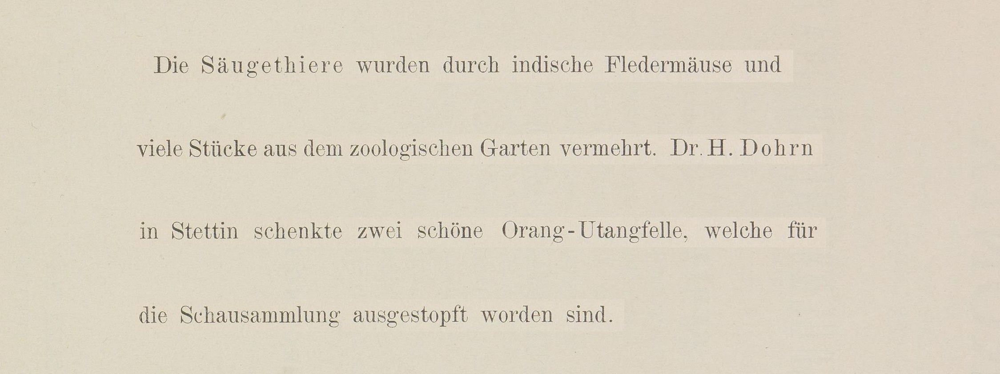 Die Säugethiere wurden durch indische Fledermäuse und
viele Stücke aus dem zoologischen Garten vermehrt. Dr. H. Dohrn
in Stettin schenkte zwei schöne Orang-Utangfelle, welche für
die Schausammlung ausgestopft worden sind.